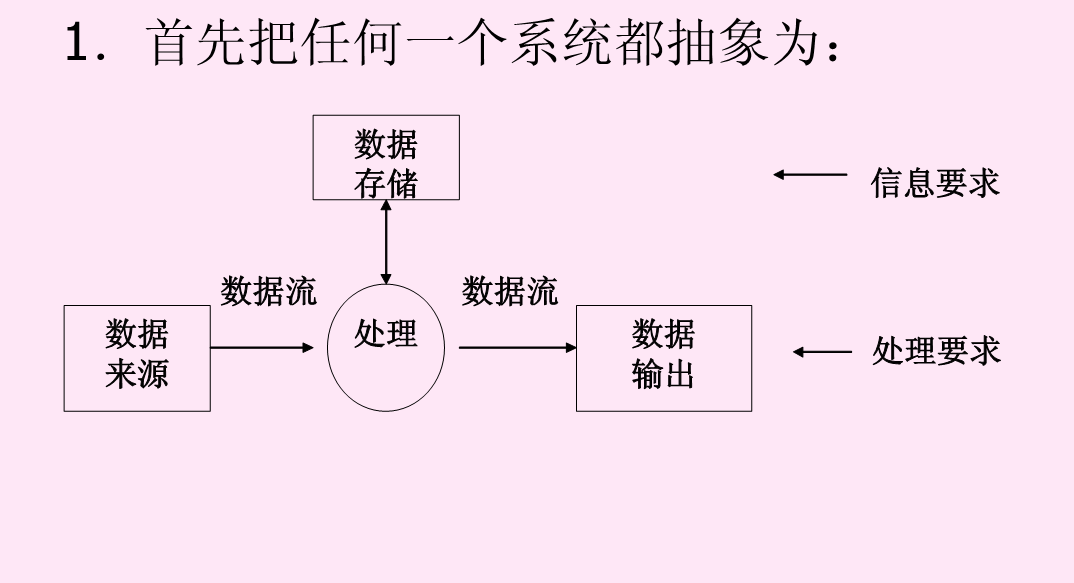 1. 首先把任何一个系统都抽象为：
数据
存储
信息要求
数据流
数据流
数据
来源
处理
数据
输出
处理要求